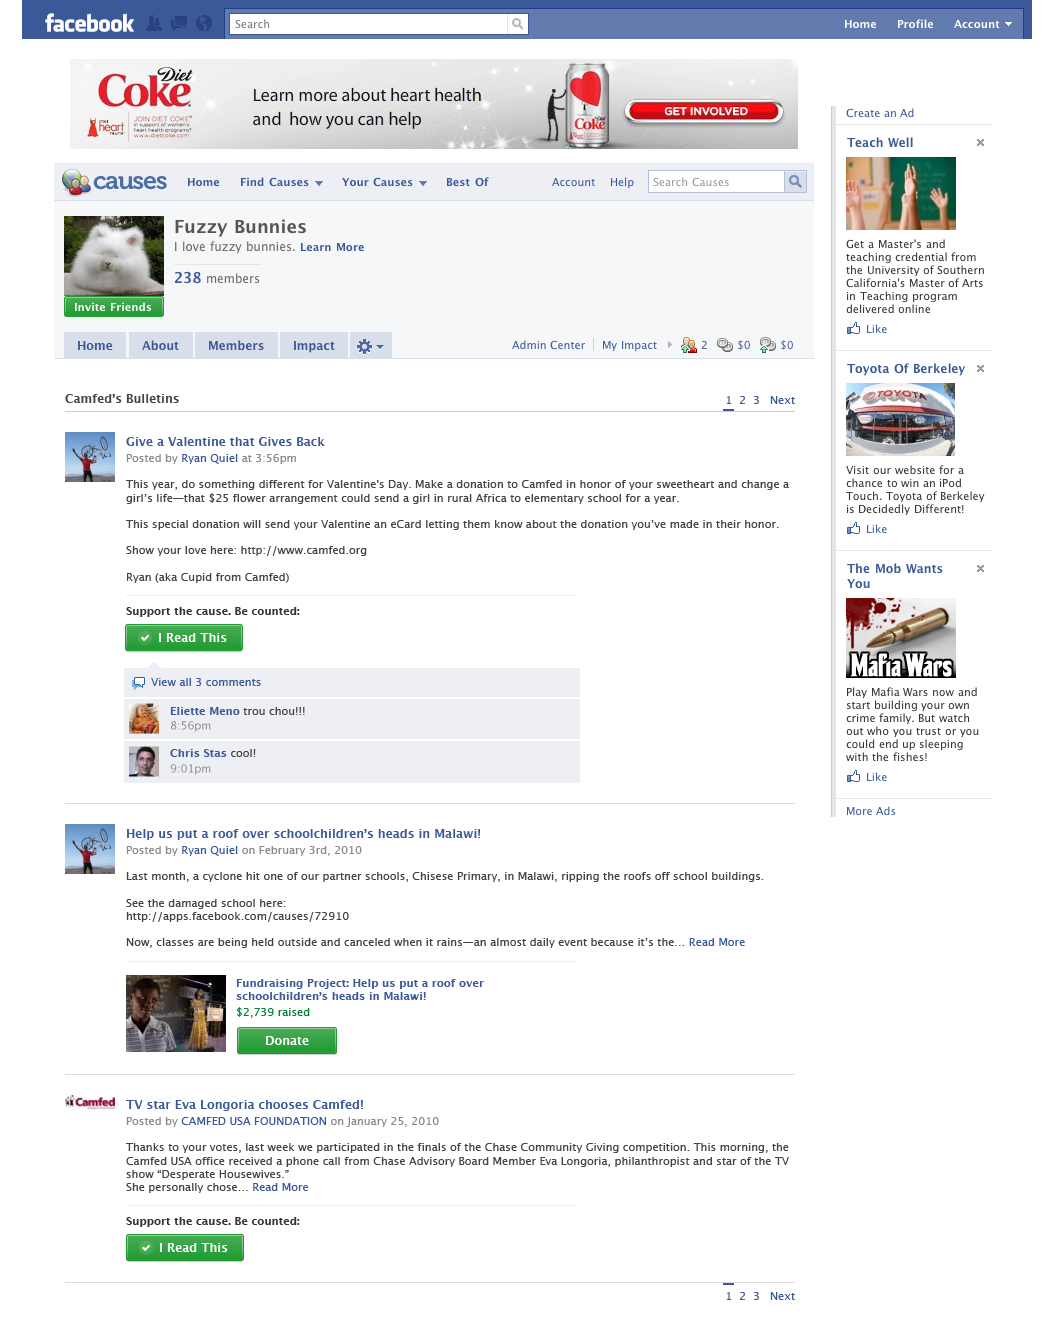 facebook
Search
Home Profile Account
Diet
Coke
the heart truth
JOIN DIET COKE®
in support of women's
heart health programs®
www.dietcoke.com
Learn more about heart health
and how you can help
Diet
Coke
GET INVOLVED
causes
Home Find Causes Your Causes Best Of Account Help Search Causes
Fuzzy Bunnies
I love fuzzy bunnies. Learn More
238 members
Invite Friends
Home About Members Impact
Admin Center My Impact 2 $0 $0
Camfed's Bulletins
1 2 3 Next
Give a Valentine that Gives Back
Posted by Ryan Quiel at 3:56pm
This year, do something different for Valentine's Day. Make a donation to Camfed in honor of your sweetheart and change a
girl's life—that $25 flower arrangement could send a girl in rural Africa to elementary school for a year.
This special donation will send your Valentine an eCard letting them know about the donation you've made in their honor.
Show your love here: http://www.camfed.org
Ryan (aka Cupid from Camfed)
Support the cause. Be counted:
I Read This
View all 3 comments
Eliette Meno trou chou!!!
8:56pm
Chris Stas cool!
9:01pm
Help us put a roof over schoolchildren's heads in Malawi!
Posted by Ryan Quiel on February 3rd, 2010
Last month, a cyclone hit one of our partner schools, Chisese Primary, in Malawi, ripping the roofs off school buildings.
See the damaged school here:
http://apps.facebook.com/causes/72910
Now, classes are being held outside and canceled when it rains—an almost daily event because it's the... Read More
Fundraising Project: Help us put a roof over
schoolchildren's heads in Malawi!
$2,739 raised
Donate
Camfed
TV star Eva Longoria chooses Camfed!
Posted by CAMFED USA FOUNDATION on January 25, 2010
Thanks to your votes, last week we participated in the finals of the Chase Community Giving competition. This morning, the
Camfed USA office received a phone call from Chase Advisory Board Member Eva Longoria, philanthropist and star of the TV
show “Desperate Housewives.”
She personally chose... Read More
Support the cause. Be counted:
I Read This
1 2 3 Next
Create an Ad
Teach Well
Get a Master's and
teaching credential from
the University of Southern
California's Master of Arts
in Teaching program
delivered online
Like
Toyota Of Berkeley
TOYOTA
Visit our website for a
chance to win an iPod
Touch. Toyota of Berkeley
is Decidedly Different!
Like
The Mob Wants
You
Mafia Wars
Play Mafia Wars now and
start building your own
crime family. But watch
out who you trust or you
could end up sleeping
with the fishes!
Like
More Ads